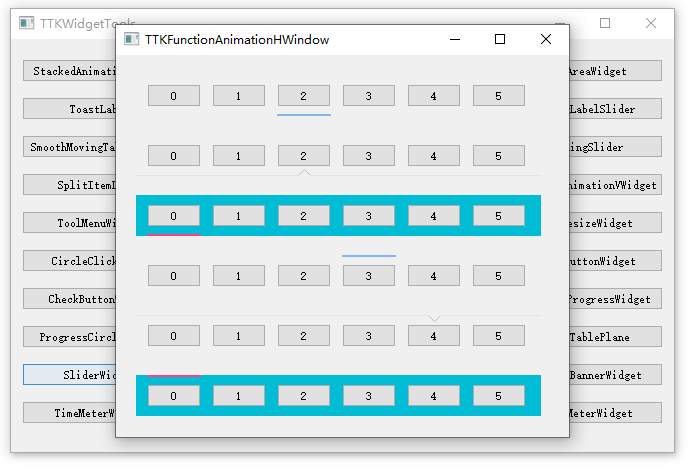 TTKWidgetTools
TTKFunctionAnimationHWindow
StackedAnimatio
AreaWidget
0 1 2 3 4 5
ToastLab
LabelSlider
SmoothMovingTa
ingSlider
0 1 2 3 4 5
SplitItem
nimationVWidget
0 1 2 3 4 5
ToolMenuWi
esizeWidget
CircleClick
uttonWidget
0 1 2 3 4 5
CheckButton
ProgressWidget
ProgressCircl
TablePlane
0 1 2 3 4 5
SliderWid
BannerWidget
0 1 2 3 4 5
TimeMeterW
MeterWidget